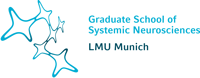 Graduate School of
Systemic Neurosciences
LMU Munich